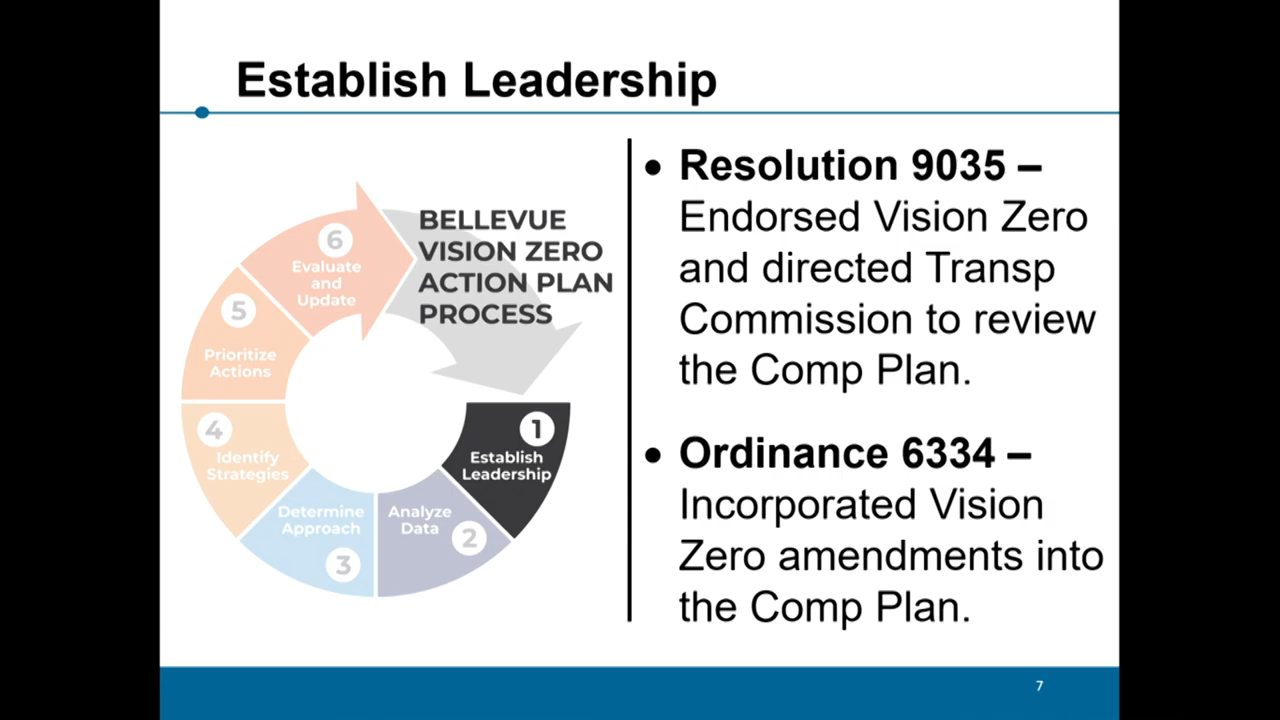 Establish Leadership
BELLEVUE
VISION ZERO
ACTION PLAN
PROCESS
1
Establish
Leadership
Analyze
Data
2
Determine
Approach
3
4
Identify
Strategies
5
Prioritize
Actions
6
Evaluate
and
Update
• Resolution 9035 –
Endorsed Vision Zero
and directed Transp
Commission to review
the Comp Plan.
• Ordinance 6334 –
Incorporated Vision
Zero amendments into
the Comp Plan.
7